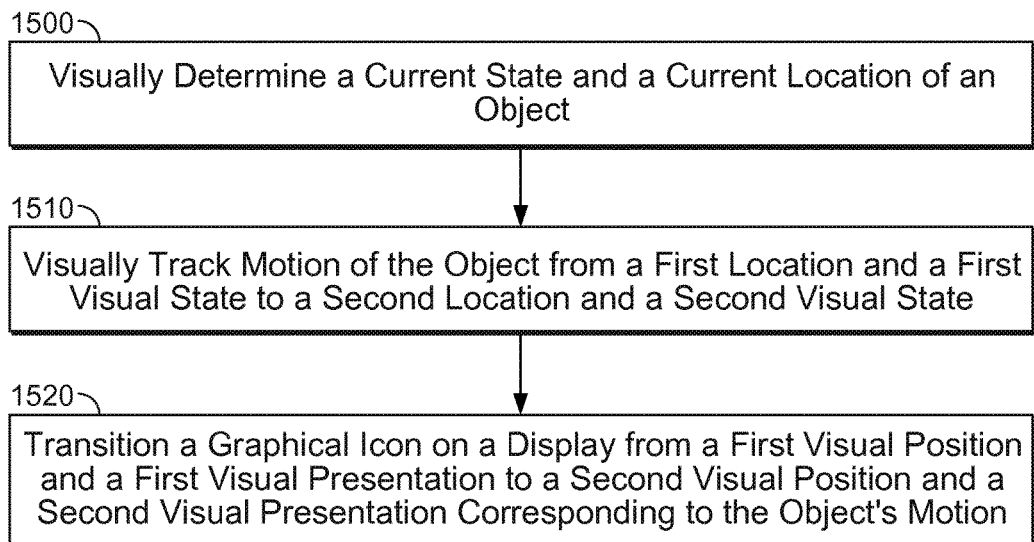 1500
Visually Determine a Current State and a Current Location of an
Object
1510
Visually Track Motion of the Object from a First Location and a First
Visual State to a Second Location and a Second Visual State
1520
Transition a Graphical Icon on a Display from a First Visual Position
and a First Visual Presentation to a Second Visual Position and a
Second Visual Presentation Corresponding to the Object's Motion